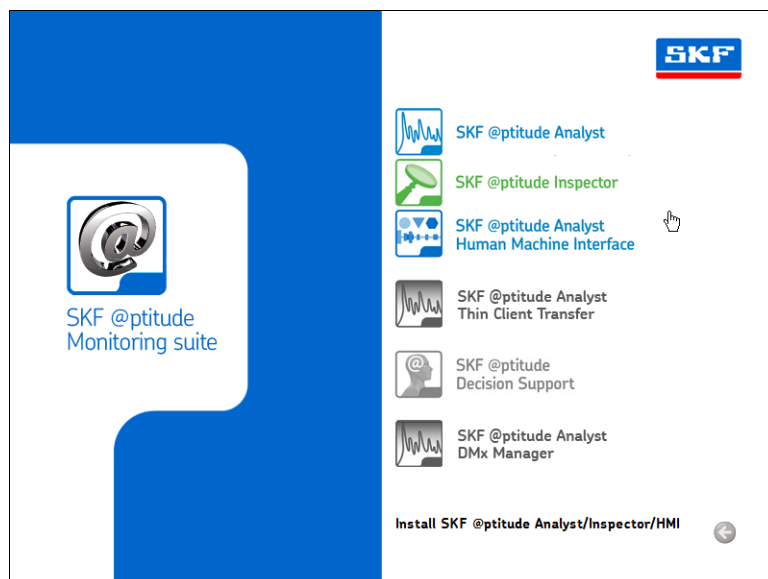 SKF
SKF @ptitude Analyst
SKF @ptitude Inspector
SKF @ptitude Analyst
Human Machine Interface
SKF @ptitude
Monitoring suite
SKF @ptitude Analyst
Thin Client Transfer
@
SKF @ptitude
Decision Support
SKF @ptitude Analyst
DMx Manager
Install SKF @ptitude Analyst/Inspector/HMI